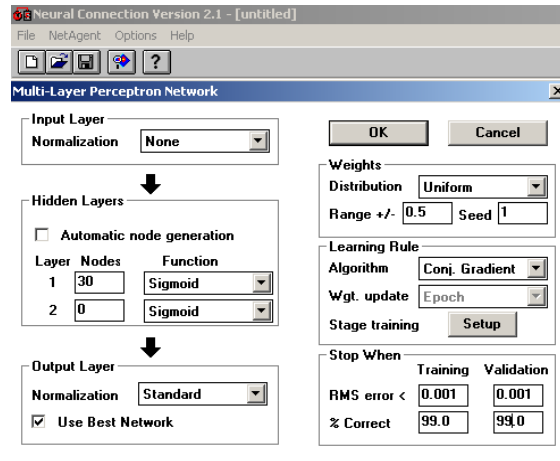 Neural Connection Version 2.1 - [untitled]
File NetAgent Options Help
?
Multi-Layer Perceptron Network
Input Layer
Normalization None
Hidden Layers
Automatic node generation
Layer Nodes Function
1 30 Sigmoid
2 0 Sigmoid
Output Layer
Normalization Standard
Use Best Network
OK Cancel
Weights
Distribution Uniform
Range +/- 0.5 Seed 1
Learning Rule
Algorithm Conj. Gradient
Wgt. update Epoch
Stage training Setup
Stop When
Training Validation
RMS error < 0.001 0.001
% Correct 99.0 99.0